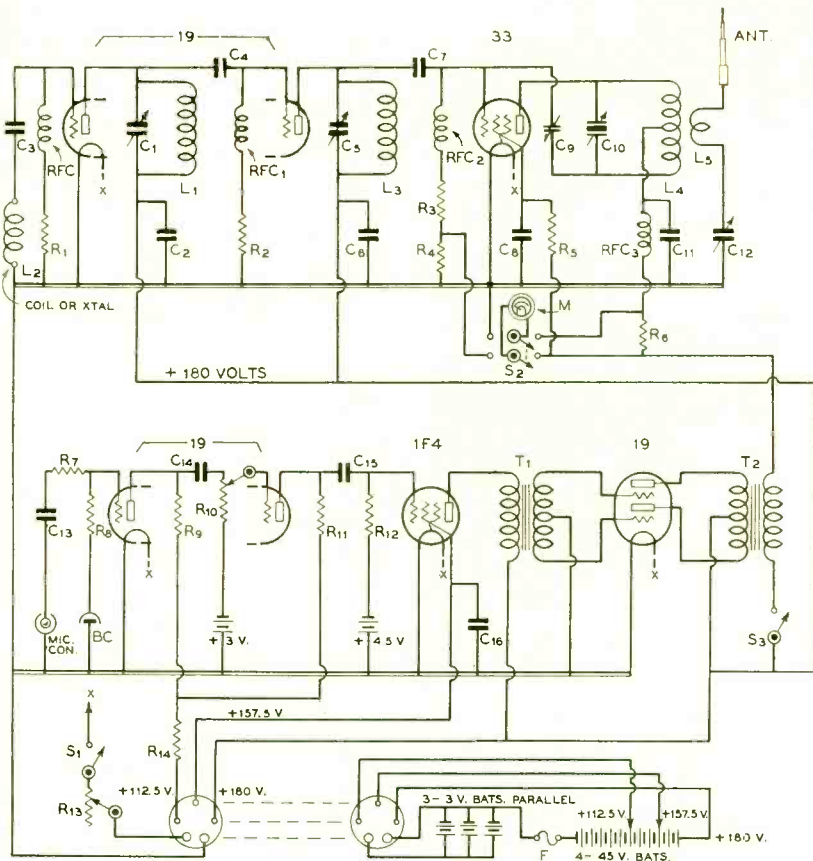 19
33
ANT.
C4
C7
C3
RFC
C1
L1
RFC1
C5
L3
RFC2
C9
C10
L4
L5
R1
C2
R2
C6
R3
R4
C8
R5
RFC3
C11
C12
L2
COIL OR XTAL
X
M
S2
R6
+ 180 VOLTS
19
1F4
19
R7
C14
C15
T1
T2
C13
R8
R9
R10
R11
R12
X
X
X
MIC.
CON.
BC
+ 3 V.
+ 4.5 V
C16
S3
X
S1
R14
+157.5 V
R13
+112.5 V.
+180 V.
3- 3 V. BATS. PARALLEL
+112.5 V.
+157.5 V.
F
4- 45 V. BATS.
+180 V.